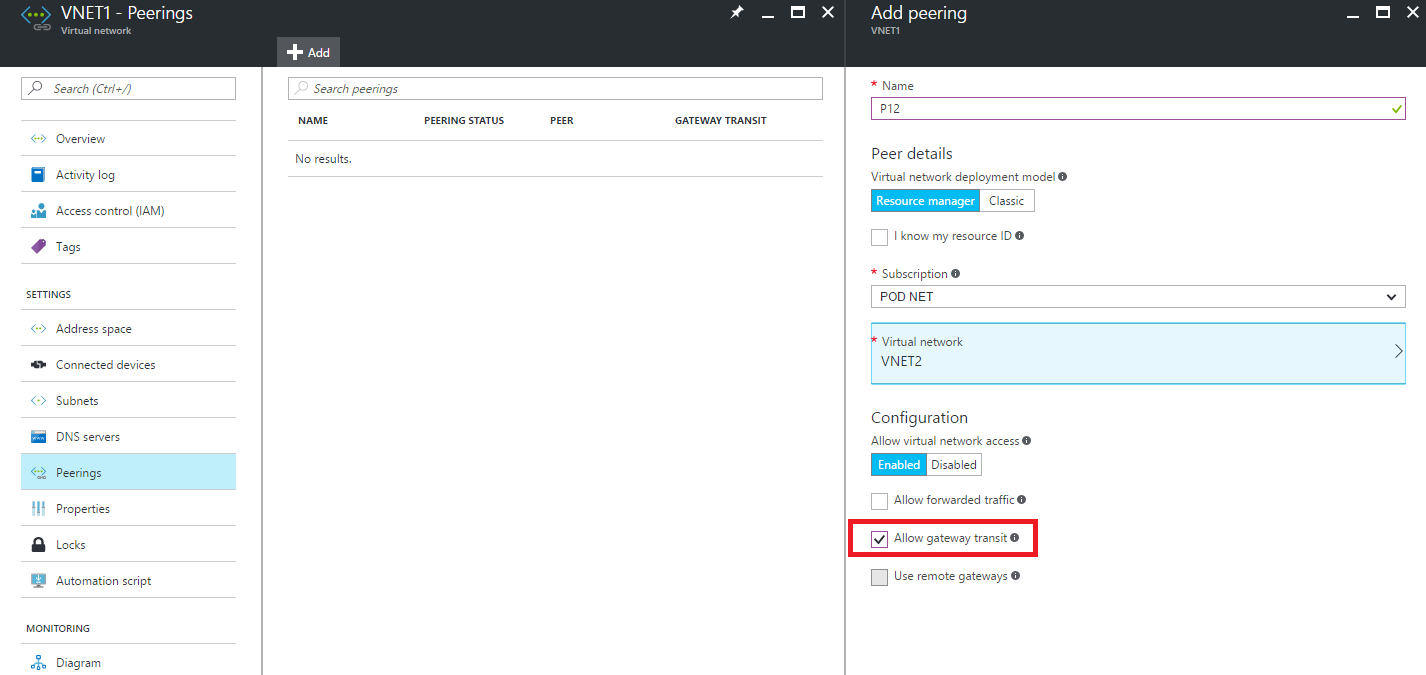 VNET1 - Peerings
Virtual network
Add
Search (Ctrl+/)
Overview
Activity log
Access control (IAM)
Tags
SETTINGS
Address space
Connected devices
Subnets
DNS servers
Peerings
Properties
Locks
Automation script
MONITORING
Diagram
Search peerings
NAME PEERING STATUS PEER GATEWAY TRANSIT
No results.
Add peering
VNET1
* Name
P12
Peer details
Virtual network deployment model
Resource manager Classic
I know my resource ID
* Subscription
POD NET
* Virtual network
VNET2
Configuration
Allow virtual network access
Enabled Disabled
Allow forwarded traffic
Allow gateway transit
Use remote gateways